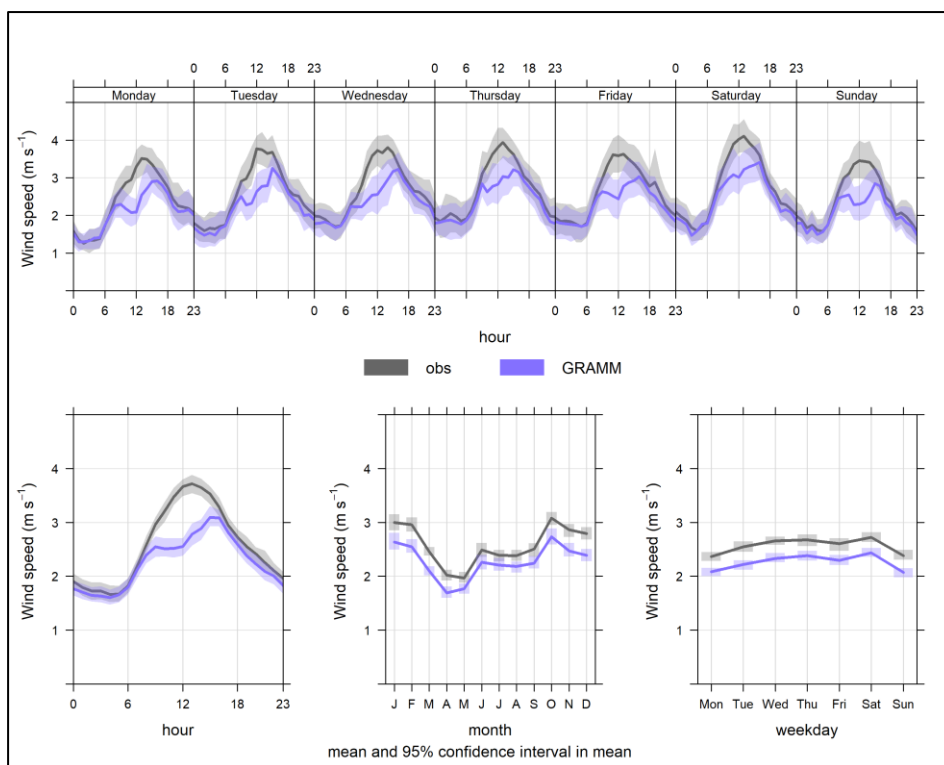 0 6 12 18 23 0 6 12 18 23 0 6 12 18 23
Monday Tuesday Wednesday Thursday Friday Saturday Sunday
Wind speed (m s⁻¹)
4
3
2
1
0 6 12 18 23 0 6 12 18 23 0 6 12 18 23 0 6 12 18 23
hour
obs GRAMM
Wind speed (m s⁻¹)
4
3
2
1
0 6 12 18 23
hour
Wind speed (m s⁻¹)
4
3
2
1
J F M A M J J A S O N D
month
Wind speed (m s⁻¹)
4
3
2
1
Mon Tue Wed Thu Fri Sat Sun
weekday
mean and 95% confidence interval in mean